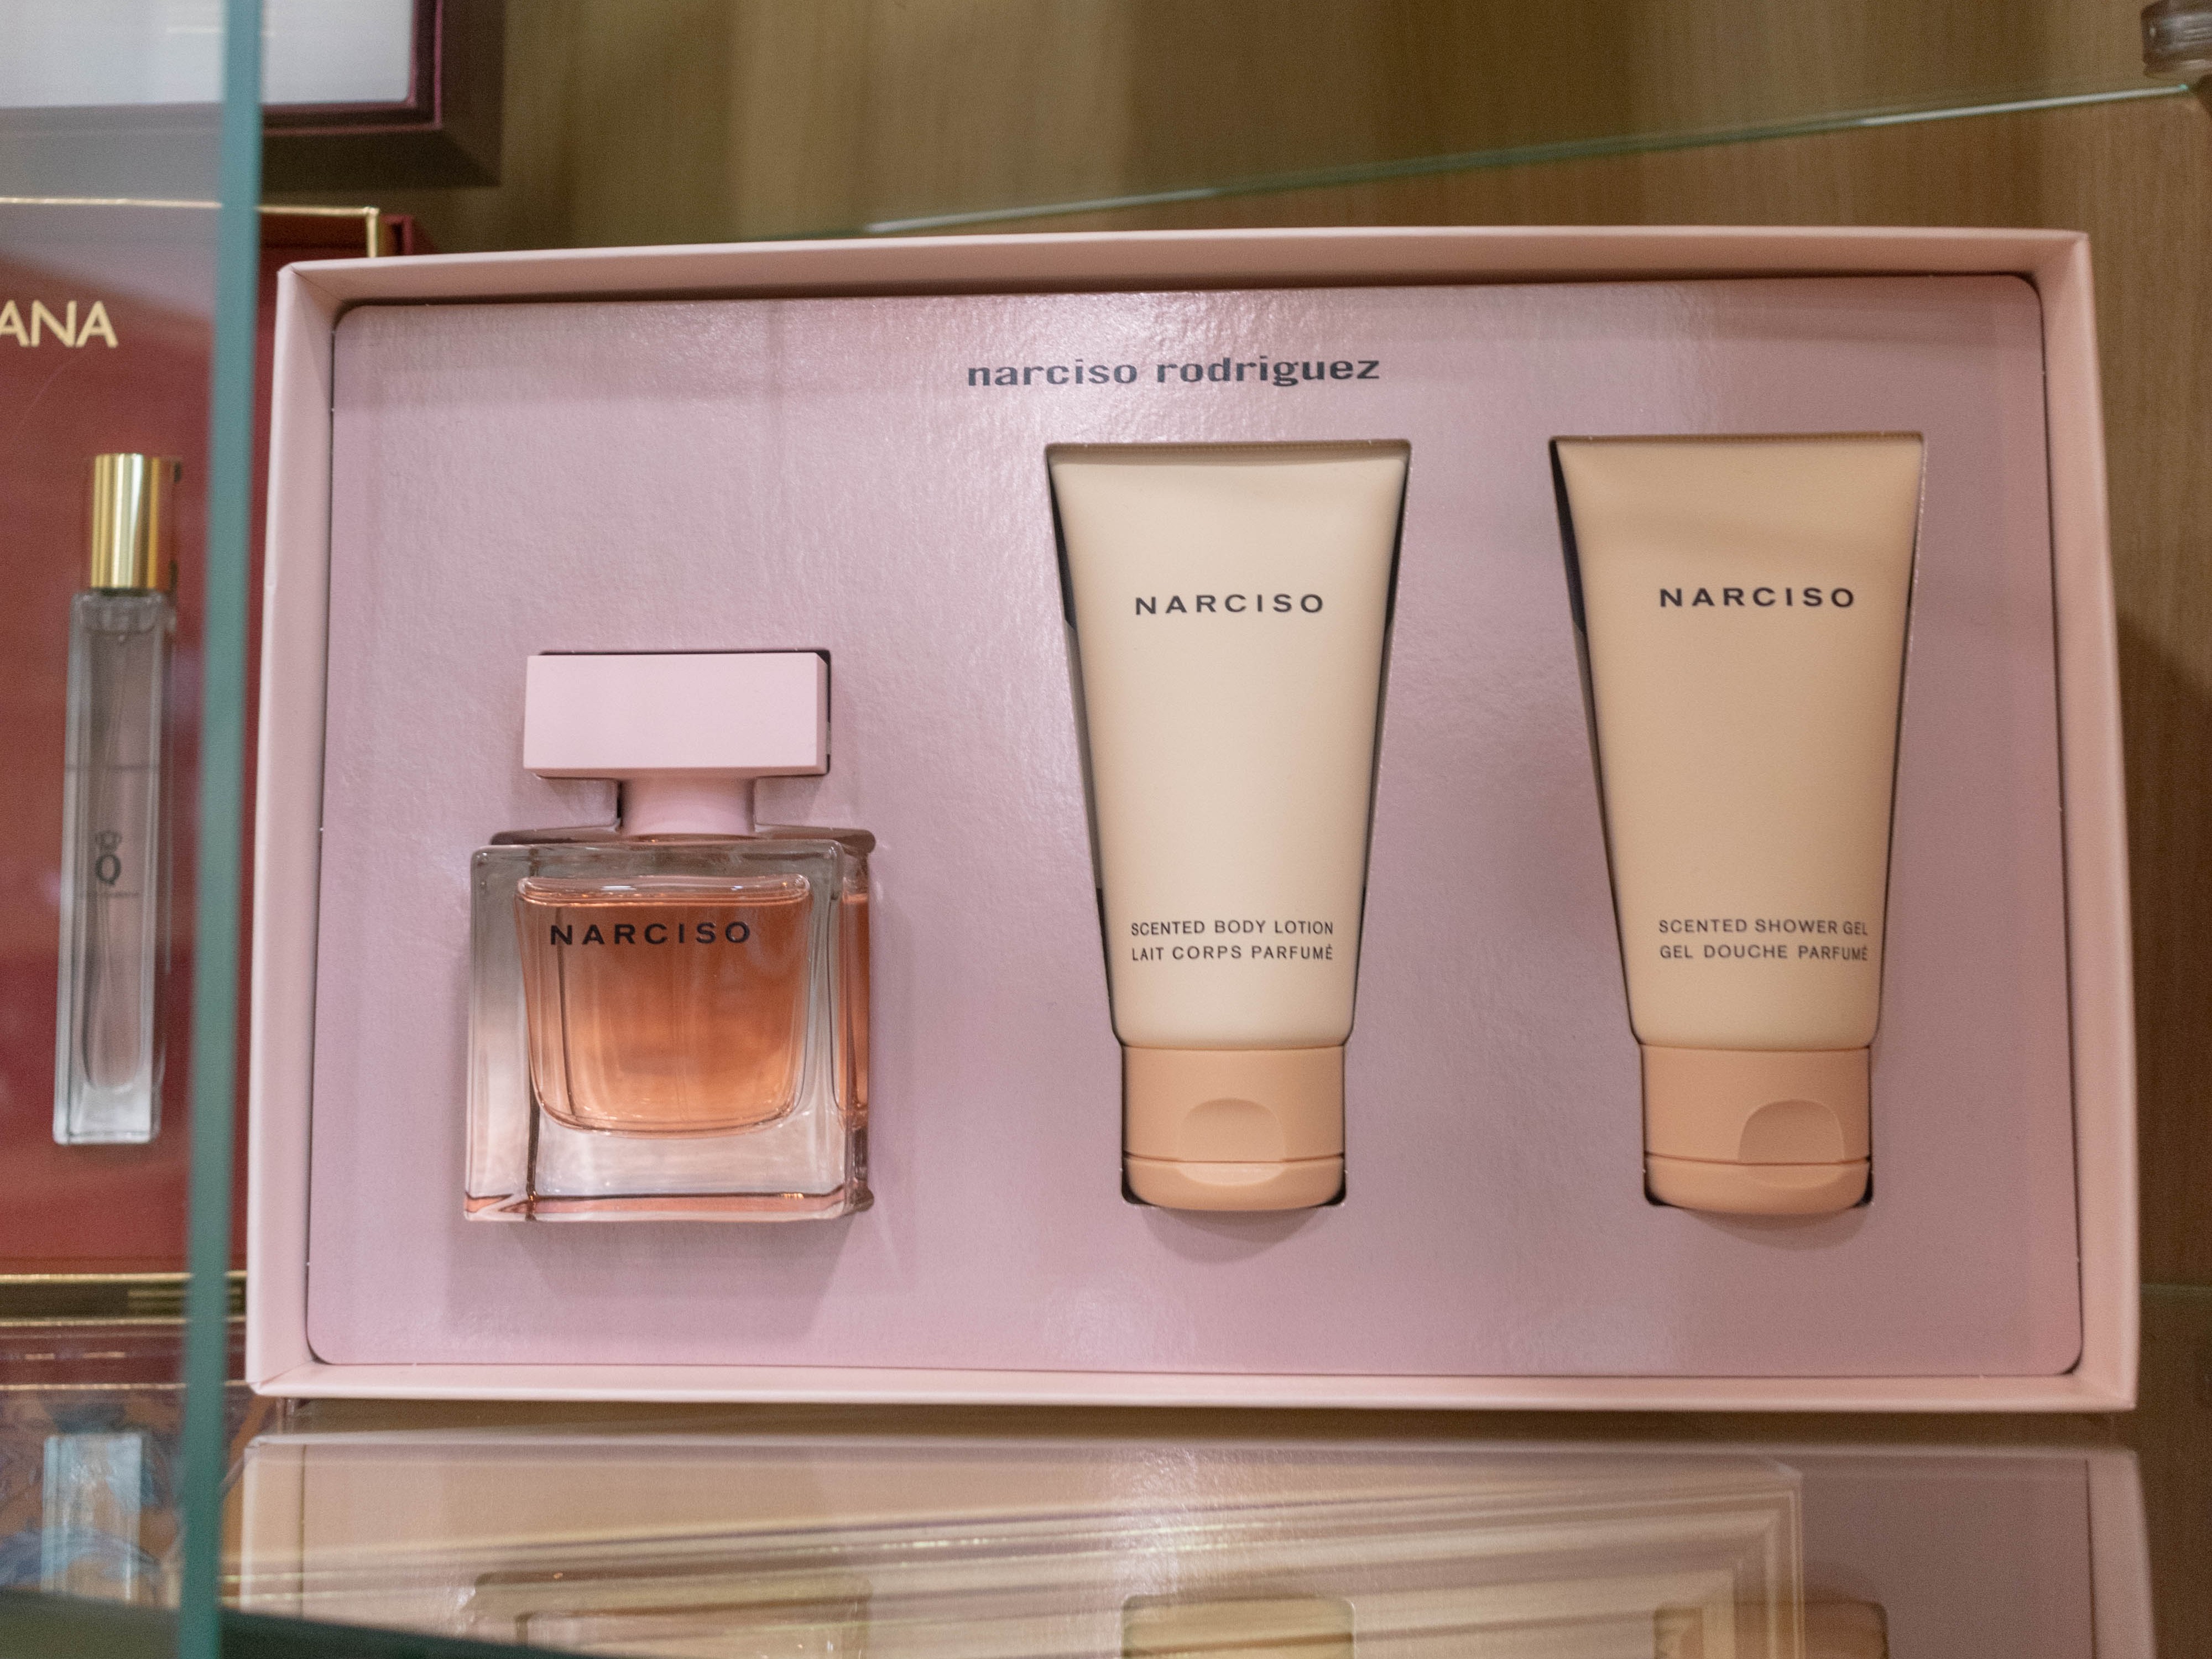 ANA
Q
narciso rodriguez
NARCISO
NARCISO
SCENTED BODY LOTION
LAIT CORPS PARFUMÉ
NARCISO
SCENTED SHOWER GEL
GEL DOUCHE PARFUMÉ